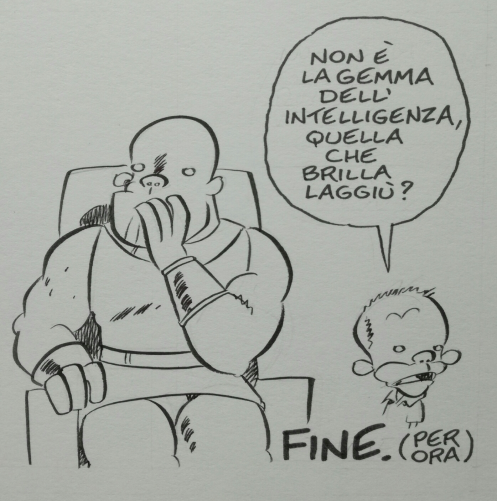 NON È
LA GEMMA
DELL'
INTELLIGENZA,
QUELLA
CHE
BRILLA
LAGGIÙ?
FINE. (PER
ORA)